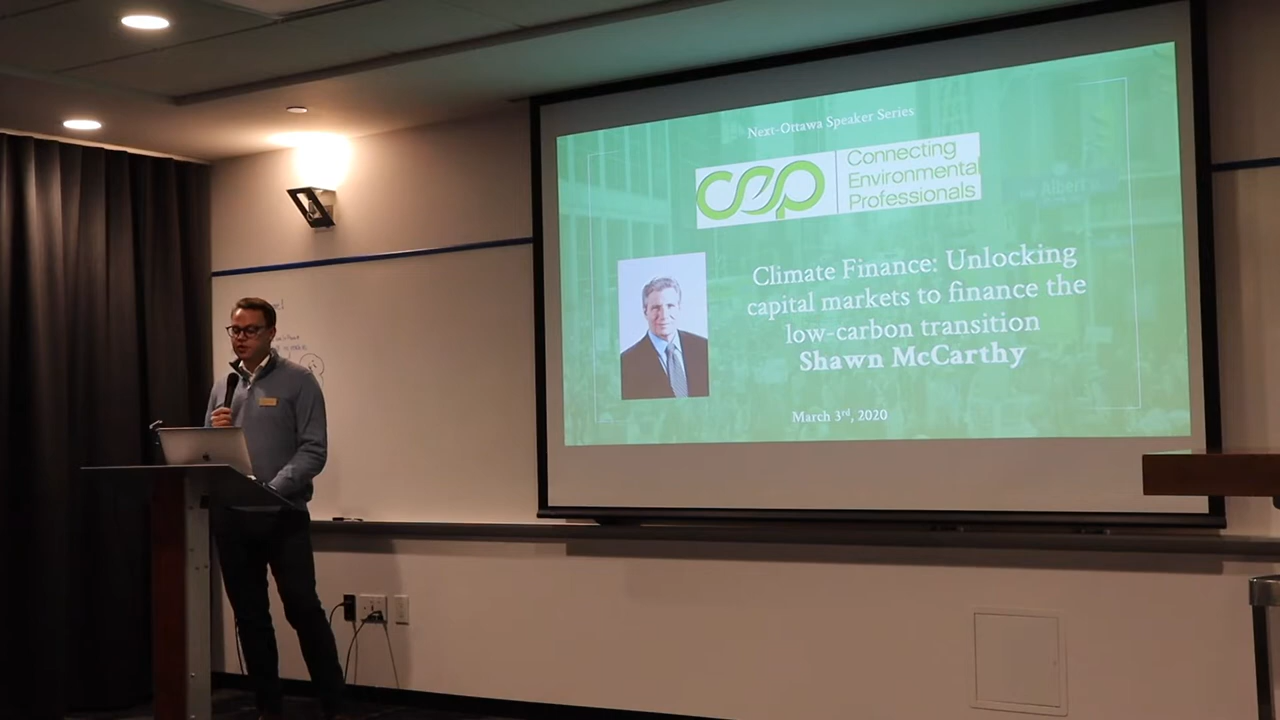 Next-Ottawa Speaker Series
cep
Connecting
Environmental
Professionals
Albert
Climate Finance: Unlocking
capital markets to finance the
low-carbon transition
Shawn McCarthy
March 3rd, 2020